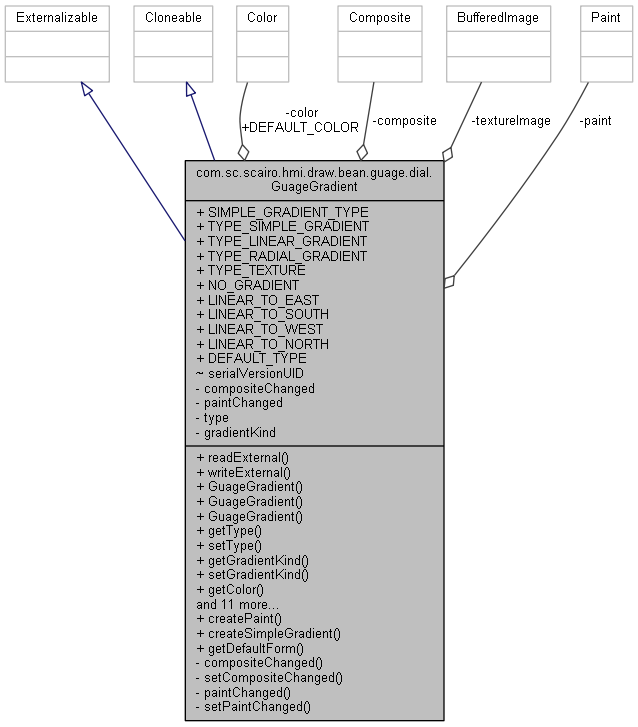 Externalizable
Cloneable
Color
Composite
BufferedImage
Paint
-color
+DEFAULT_COLOR
-composite
-textureImage
-paint
com.sc.scairo.hmi.draw.bean.guage.dial.
GuageGradient
+ SIMPLE_GRADIENT_TYPE
+ TYPE_SIMPLE_GRADIENT
+ TYPE_LINEAR_GRADIENT
+ TYPE_RADIAL_GRADIENT
+ TYPE_TEXTURE
+ NO_GRADIENT
+ LINEAR_TO_EAST
+ LINEAR_TO_SOUTH
+ LINEAR_TO_WEST
+ LINEAR_TO_NORTH
+ DEFAULT_TYPE
~ serialVersionUID
- compositeChanged
- paintChanged
- type
- gradientKind
+ readExternal()
+ writeExternal()
+ GuageGradient()
+ GuageGradient()
+ GuageGradient()
+ getType()
+ setType()
+ getGradientKind()
+ setGradientKind()
+ getColor()
and 11 more...
+ createPaint()
+ createSimpleGradient()
+ getDefaultForm()
- compositeChanged()
- setCompositeChanged()
- paintChanged()
- setPaintChanged()